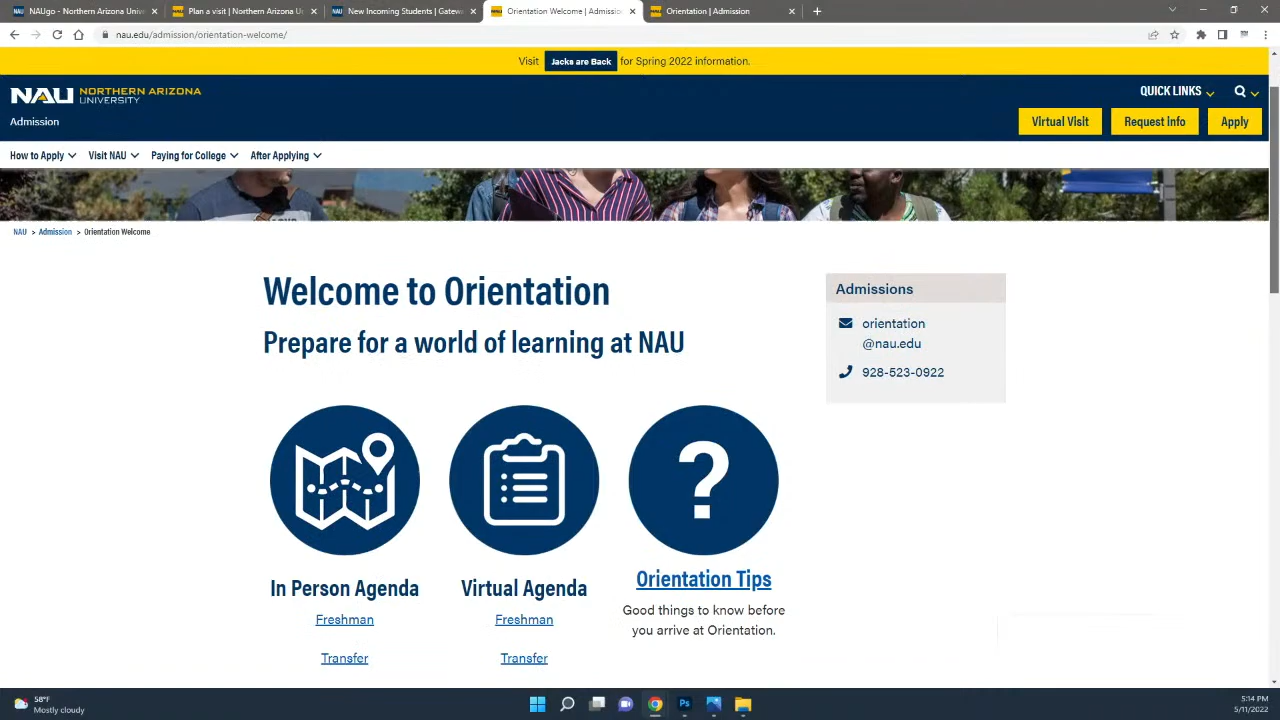 NAUgo - Northern Arizona Univer
Plan a visit | Northern Arizona Uni
New Incoming Students | Gatewa
Orientation Welcome | Admission
Orientation | Admission
nau.edu/admission/orientation-welcome/
Visit Jacks are Back for Spring 2022 information.
NAU NORTHERN ARIZONA UNIVERSITY
QUICK LINKS
Admission
Virtual Visit
Request Info
Apply
How to Apply
Visit NAU
Paying for College
After Applying
NAU > Admission > Orientation Welcome
Welcome to Orientation
Prepare for a world of learning at NAU
Admissions
orientation
@nau.edu
928-523-0922
?
In Person Agenda
Freshman
Transfer
Virtual Agenda
Freshman
Transfer
Orientation Tips
Good things to know before
you arrive at Orientation.
58°F
Mostly cloudy
Ps
5:14 PM
5/11/2022